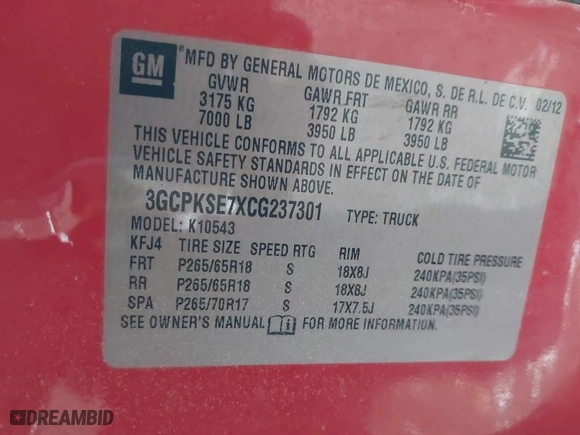 GM
MFD BY GENERAL MOTORS DE MEXICO, S. DE R.L. DE C.V. 02/12
GVWR GAWR FRT GAWR RR
3175 KG 1792 KG 1792 KG
7000 LB 3950 LB 3950 LB
THIS VEHICLE CONFORMS TO ALL APPLICABLE U.S. FEDERAL MOTOR
VEHICLE SAFETY STANDARDS IN EFFECT ON THE DATE OF
MANUFACTURE SHOWN ABOVE.
3GCPKSE7XCG237301 TYPE: TRUCK
MODEL: K10543
KFJ4 TIRE SIZE SPEED RTG RIM COLD TIRE PRESSURE
FRT P265/65R18 S 18X8J 240KPA(35PSI)
RR P265/65R18 S 18X8J 240KPA(35PSI)
SPA P265/70R17 S 17X7.5J 240KPA(35PSI)
SEE OWNER'S MANUAL FOR MORE INFORMATION.
DREAMBID